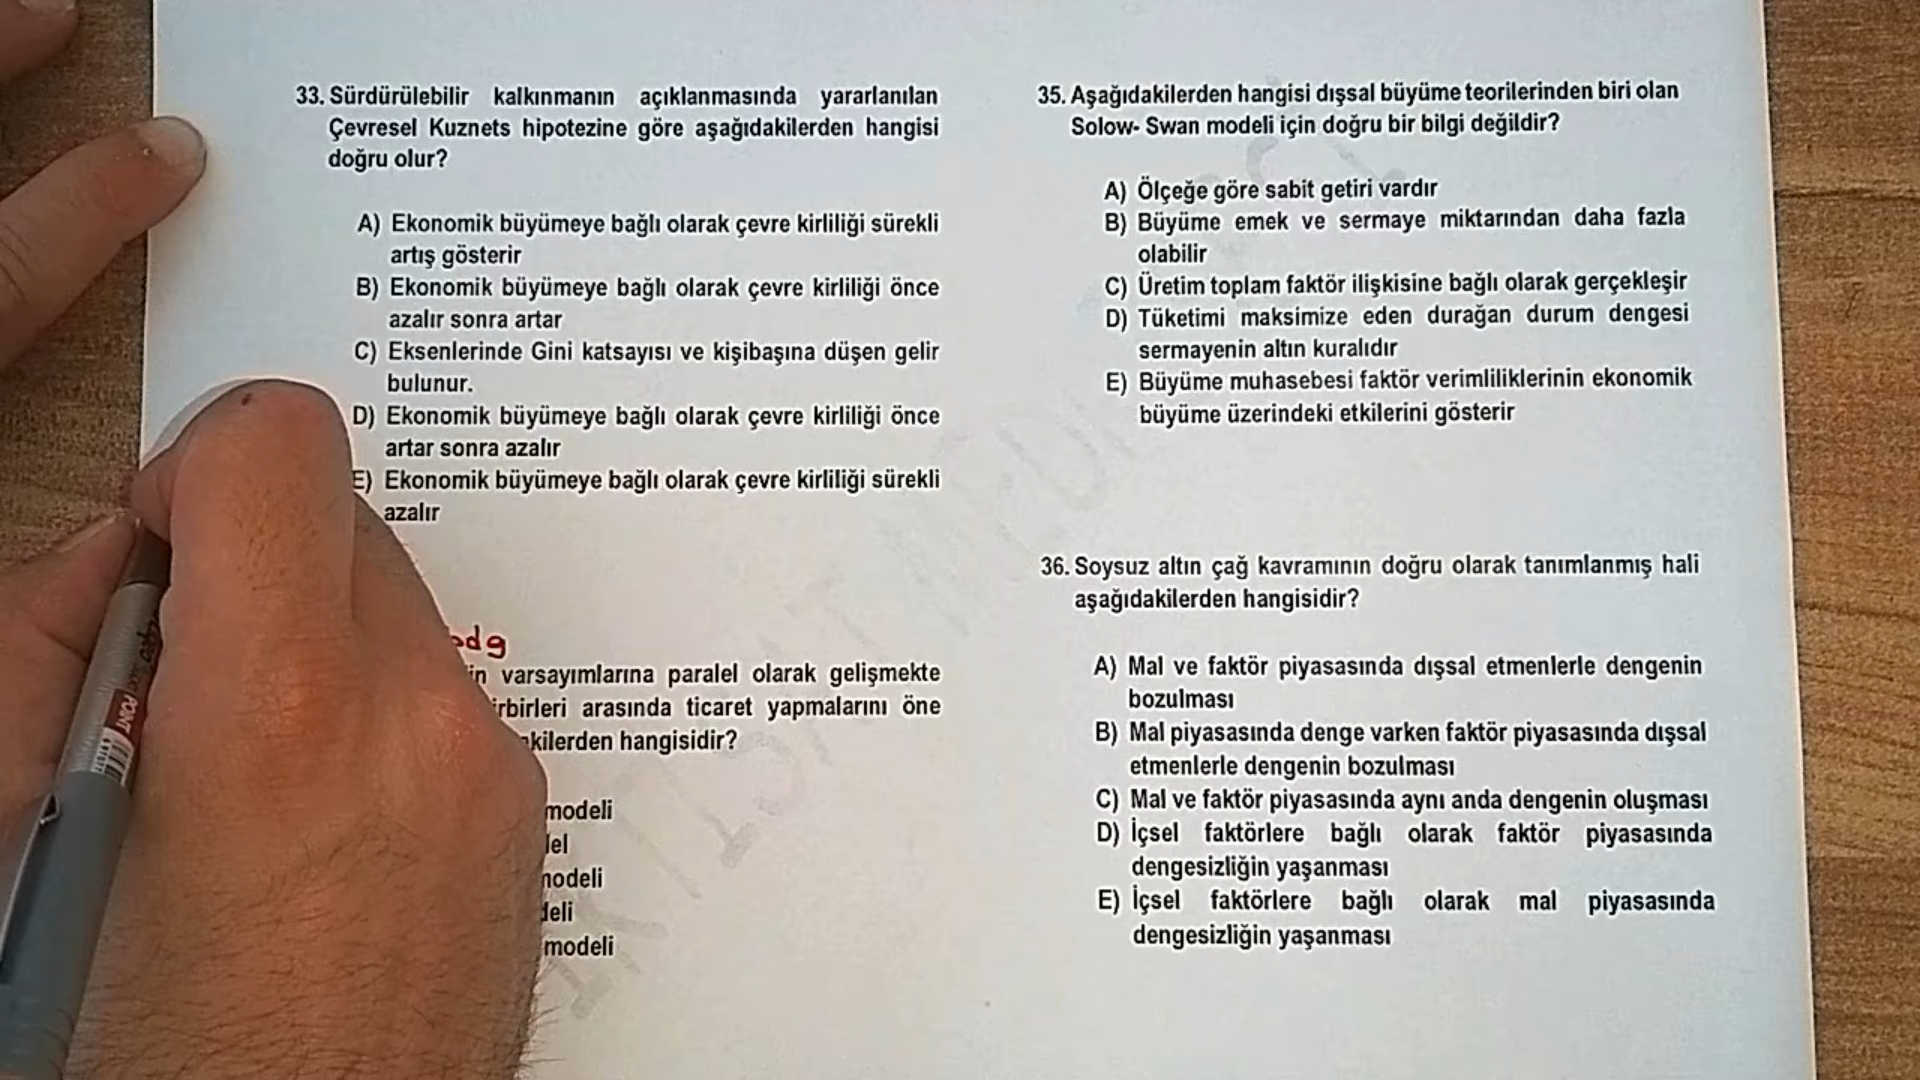 33. Sürdürülebilir kalkınmanın açıklanmasında yararlanılan
Çevresel Kuznets hipotezine göre aşağıdakilerden hangisi
doğru olur?
A) Ekonomik büyümeye bağlı olarak çevre kirliliği sürekli
artış gösterir
B) Ekonomik büyümeye bağlı olarak çevre kirliliği önce
azalır sonra artar
C) Eksenlerinde Gini katsayısı ve kişibaşına düşen gelir
bulunur.
D) Ekonomik büyümeye bağlı olarak çevre kirliliği önce
artar sonra azalır
E) Ekonomik büyümeye bağlı olarak çevre kirliliği sürekli
azalır
varsayımlarına paralel olarak gelişmekte
arasında ticaret yapmalarını öne
hangisidir?
modeli
modeli
35. Aşağıdakilerden hangisi dışsal büyüme teorilerinden biri olan
Solow- Swan modeli için doğru bir bilgi değildir?
A) Ölçeğe göre sabit getiri vardır
B) Büyüme emek ve sermaye miktarından daha fazla
olabilir
C) Üretim toplam faktör ilişkisine bağlı olarak gerçekleşir
D) Tüketimi maksimize eden durağan durum dengesi
sermayenin altın kuralıdır
E) Büyüme muhasebesi faktör verimliliklerinin ekonomik
büyüme üzerindeki etkilerini gösterir
36. Soysuz altın çağ kavramının doğru olarak tanımlanmış hali
aşağıdakilerden hangisidir?
A) Mal ve faktör piyasasında dışsal etmenlerle dengenin
bozulması
B) Mal piyasasında denge varken faktör piyasasında dışsal
etmenlerle dengenin bozulması
C) Mal ve faktör piyasasında aynı anda dengenin oluşması
D) İçsel faktörlere bağlı olarak faktör piyasasında
dengesizliğin yaşanması
E) İçsel faktörlere bağlı olarak mal piyasasında
dengesizliğin yaşanması
POINT